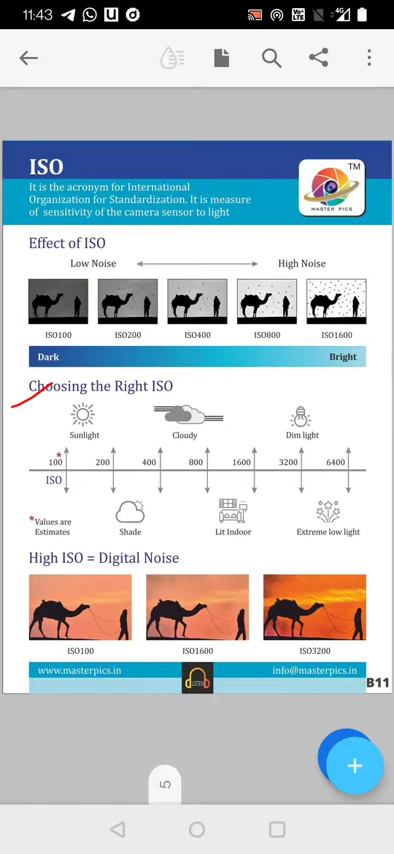 11:43
Vo)
LTE
4G
ISO
It is the acronym for International
Organization for Standardization. It is measure
of sensitivity of the camera sensor to light
TM
MASTER PICS
Effect of ISO
Low Noise
High Noise
ISO100
ISO200
ISO400
ISO800
ISO1600
Dark
Bright
Choosing the Right ISO
Sunlight
Cloudy
Dim light
100*
200
400
800
1600
3200
6400
ISO
*Values are
Estimates
Shade
Lit Indoor
Extreme low light
High ISO = Digital Noise
ISO100
ISO1600
ISO3200
www.masterpics.in
LISTEN
info@masterpics.in
B11
5